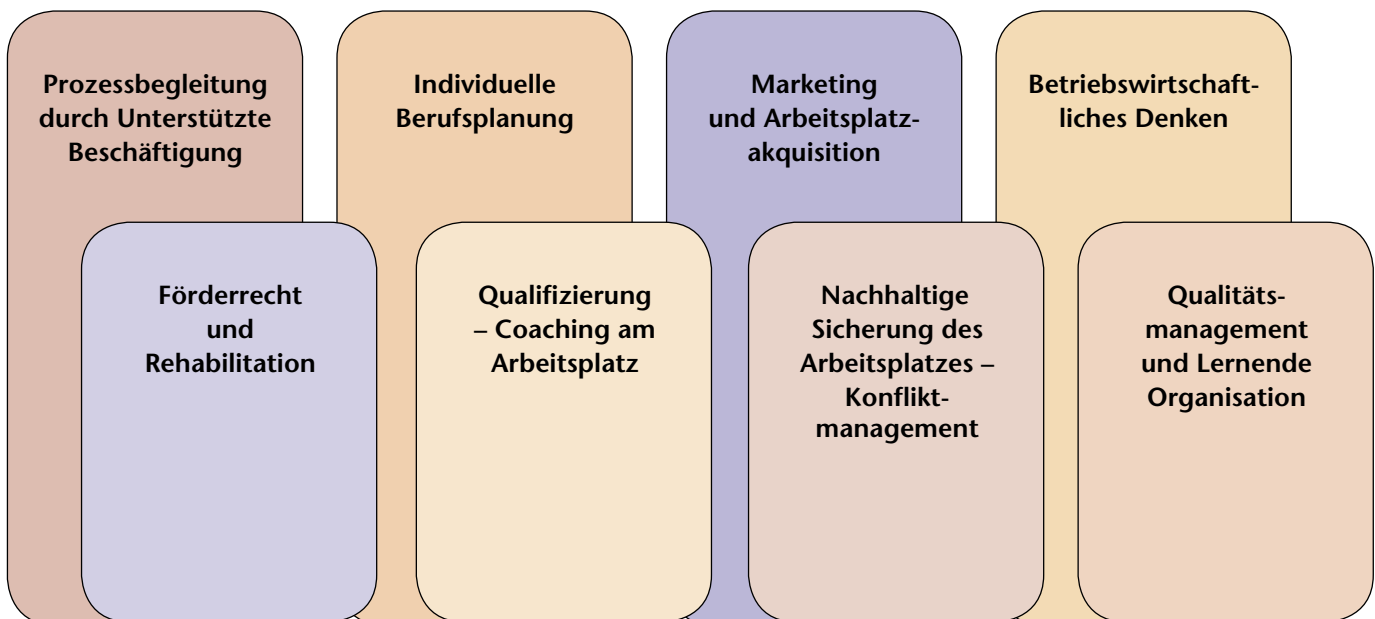 Prozessbegleitung
durch Unterstützte
Beschäftigung
Individuelle
Berufsplanung
Marketing
und Arbeitsplatz-
akquisition
Betriebswirtschaft-
liches Denken
Förderrecht
und
Rehabilitation
Qualifizierung
– Coaching am
Arbeitsplatz
Nachhaltige
Sicherung des
Arbeitsplatzes –
Konflikt-
management
Qualitäts-
management
und Lernende
Organisation